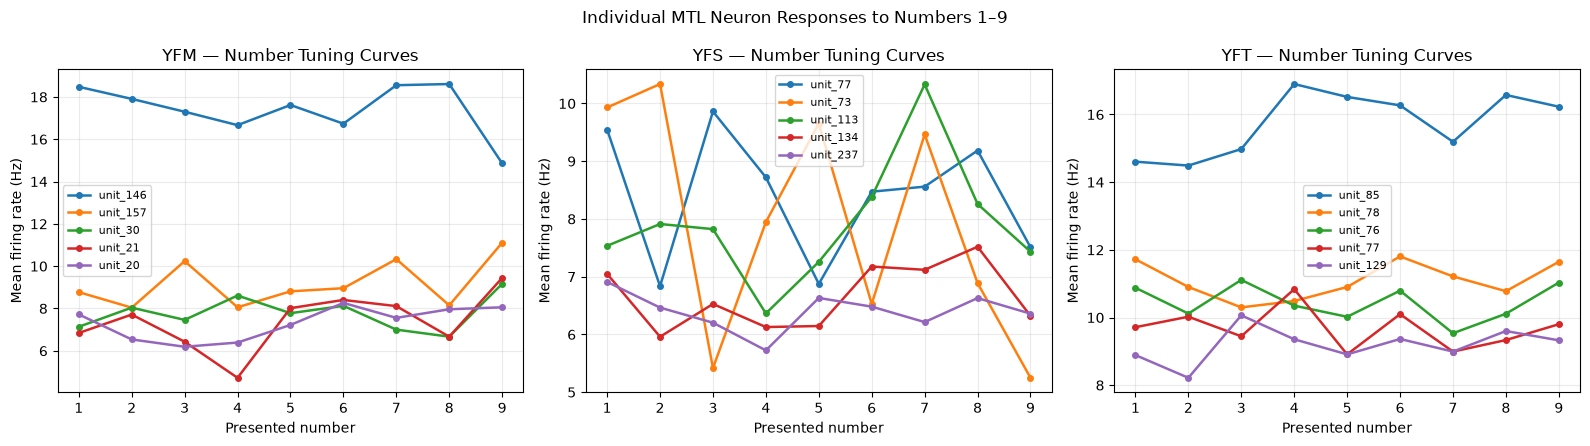 Individual MTL Neuron Responses to Numbers 1–9
YFM — Number Tuning Curves
Mean firing rate (Hz)
18
16
14
12
10
8
6
unit_146
unit_157
unit_30
unit_21
unit_20
1 2 3 4 5 6 7 8 9
Presented number
YFS — Number Tuning Curves
Mean firing rate (Hz)
10
9
8
7
6
5
unit_77
unit_73
unit_113
unit_134
unit_237
1 2 3 4 5 6 7 8 9
Presented number
YFT — Number Tuning Curves
Mean firing rate (Hz)
16
14
12
10
8
unit_85
unit_78
unit_76
unit_77
unit_129
1 2 3 4 5 6 7 8 9
Presented number